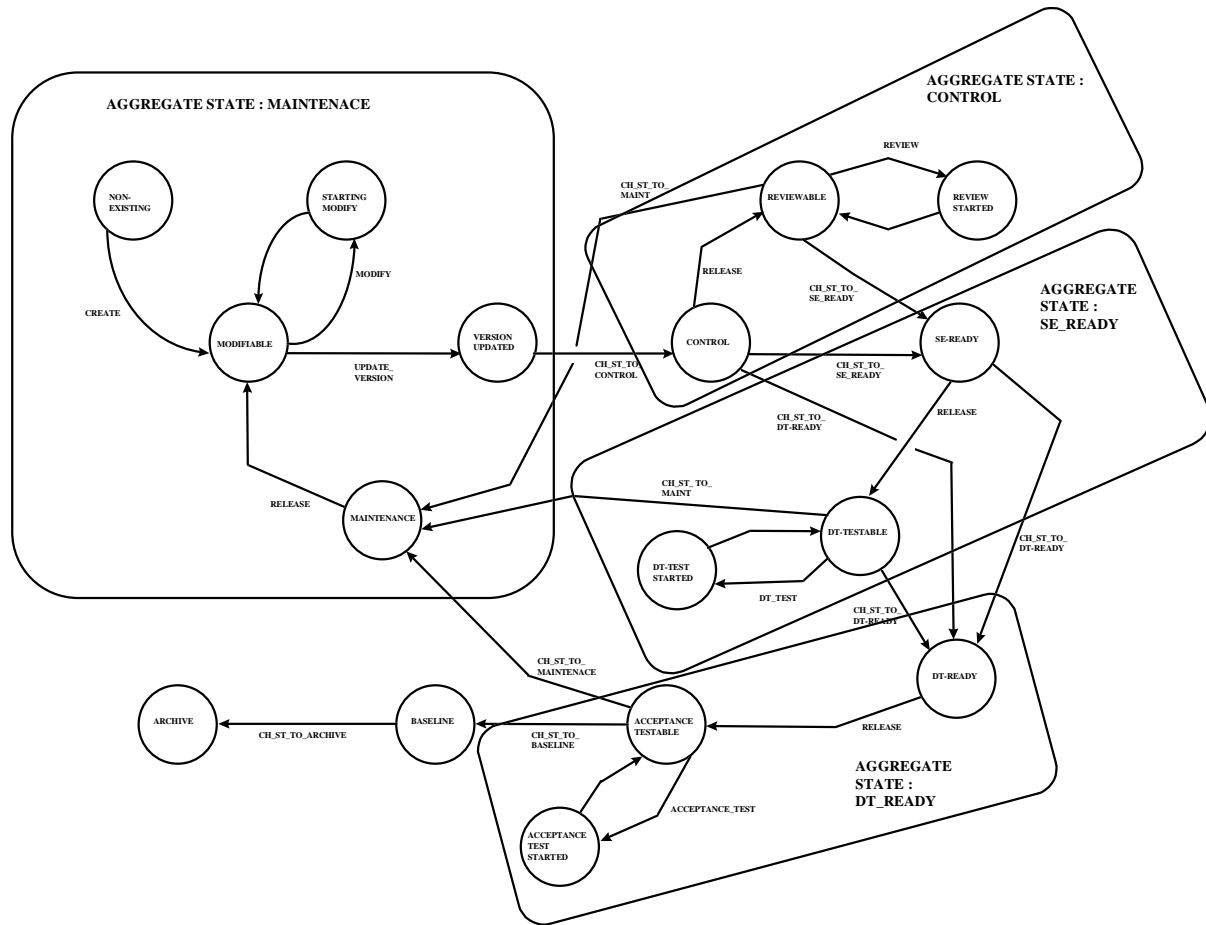 AGGREGATE STATE :
CONTROL
AGGREGATE STATE : MAINTENACE
REVIEW
CH_ST_TO_
MAINT
NON-
EXISTING
STARTING
MODIFY
REVIEWABLE
REVIEW
STARTED
MODIFY
RELEASE
CH_ST_TO_
SE_READY
AGGREGATE
STATE :
SE_READY
CREATE
MODIFIABLE
VERSION
UPDATED
CONTROL
SE-READY
UPDATE_
VERSION
CH_ST_TO_
CONTROL
CH_ST_TO_
SE_READY
CH_ST_TO_
DT-READY
RELEASE
RELEASE
CH_ST_ TO_
MAINT
MAINTENANCE
DT-TESTABLE
CH_ST_TO_
DT-READY
DT-TEST
STARTED
DT_TEST
CH_ST_TO_
DT-READY
CH_ST_TO_
MAINTENACE
DT-READY
ARCHIVE
BASELINE
ACCEPTANCE
TESTABLE
RELEASE
CH_ST_TO_ARCHIVE
CH_ST_TO_
BASELINE
AGGREGATE
STATE :
DT_READY
ACCEPTANCE_TEST
ACCEPTANCE
TEST
STARTED